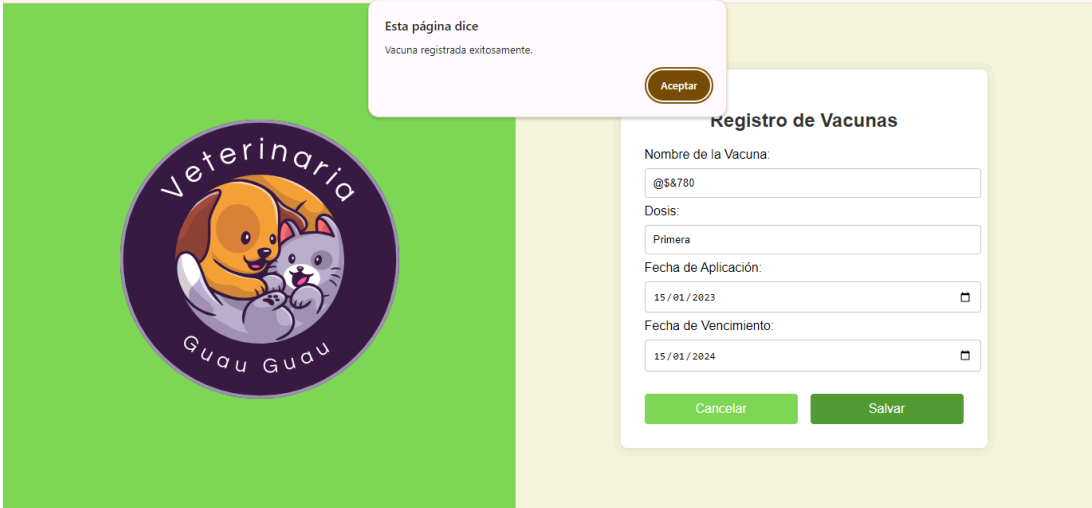 Esta página dice
Vacuna registrada exitosamente.
Aceptar
Veterinaria
Guau Guau
Registro de Vacunas
Nombre de la Vacuna:
@$&780
Dosis:
Primera
Fecha de Aplicación:
15/01/2023
Fecha de Vencimiento:
15/01/2024
Cancelar
Salvar